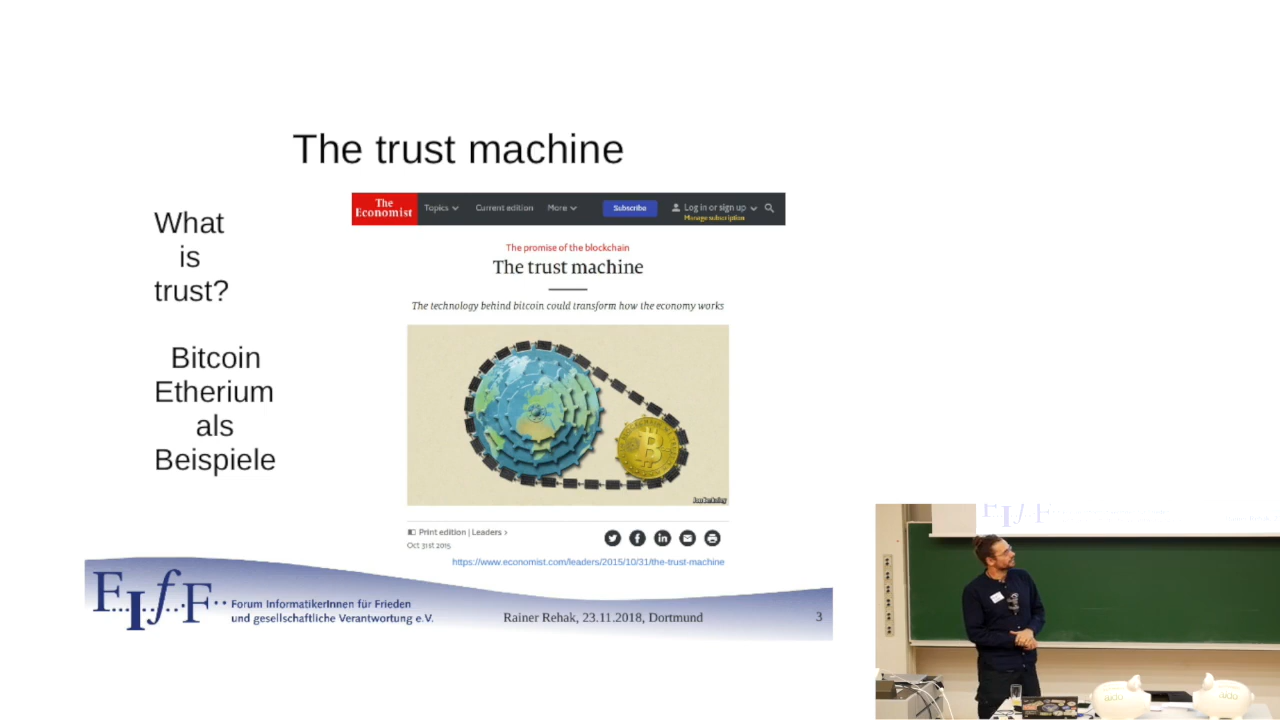 The trust machine
What
is
trust?
Bitcoin
Etherium
als
Beispiele
The
Economist
Topics
Current edition
More
Subscribe
Log in or sign up
Manage subscription
The promise of the blockchain
The trust machine
The technology behind bitcoin could transform how the economy works
Print edition | Leaders >
Oct 31st 2015
https://www.economist.com/leaders/2015/10/31/the-trust-machine
F..I..f..F..
Forum InformatikerInnen für Frieden
und gesellschaftliche Verantwortung e.V.
Rainer Rehak, 23.11.2018, Dortmund
3